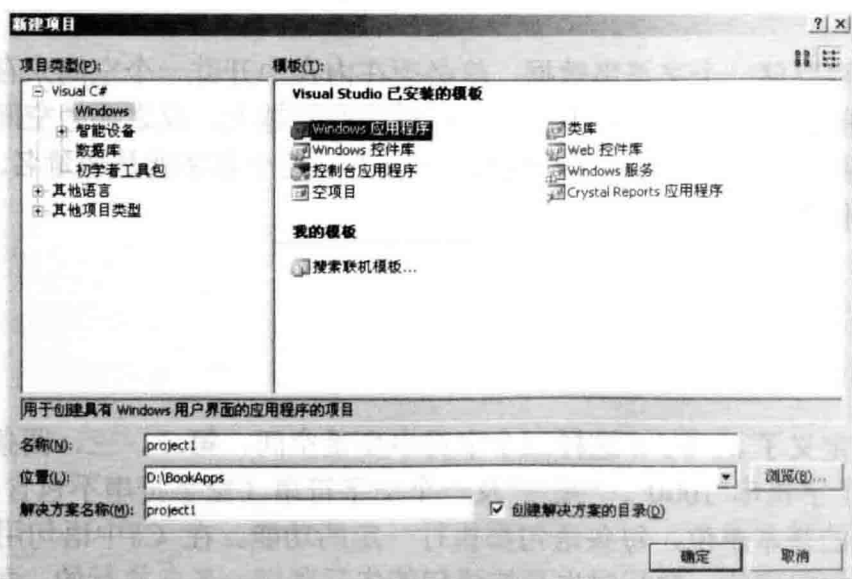 新建项目
项目类型(P):
模板(T):
Visual C#
Windows
智能设备
数据库
初学者工具包
其他语言
其他项目类型
Visual Studio 已安装的模板
Windows 应用程序
类库
Windows 控件库
Web 控件库
控制台应用程序
Windows 服务
空项目
Crystal Reports 应用程序
我的模板
搜索联机模板...
用于创建具有 Windows 用户界面的应用程序的项目
名称(N):
project1
位置(L):
D:\BookApps
浏览(B)...
解决方案名称(M):
project1
创建解决方案的目录(D)
确定
取消